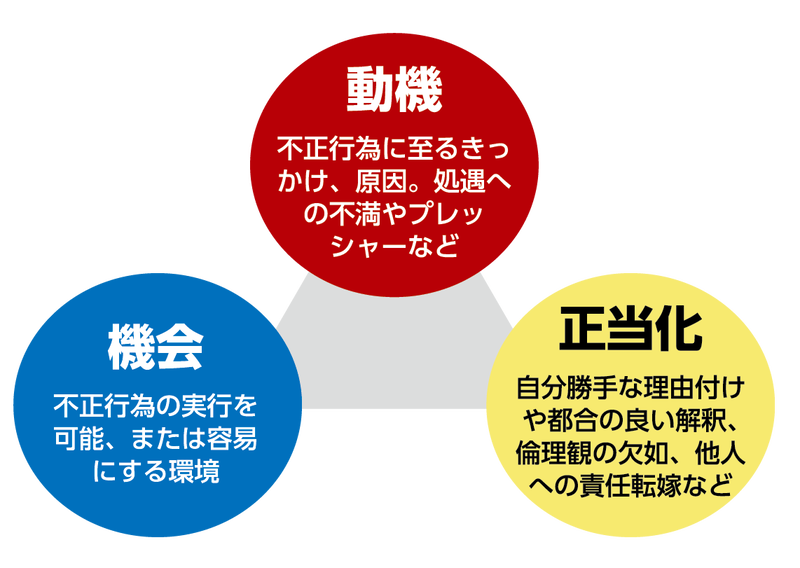 動機
不正行為に至るきっ
かけ、原因。処遇へ
の不満やプレッ
シャーなど
機会
不正行為の実行を
可能、または容易
にする環境
正当化
自分勝手な理由付け
や都合の良い解釈、
倫理観の欠如、他人
への責任転嫁など